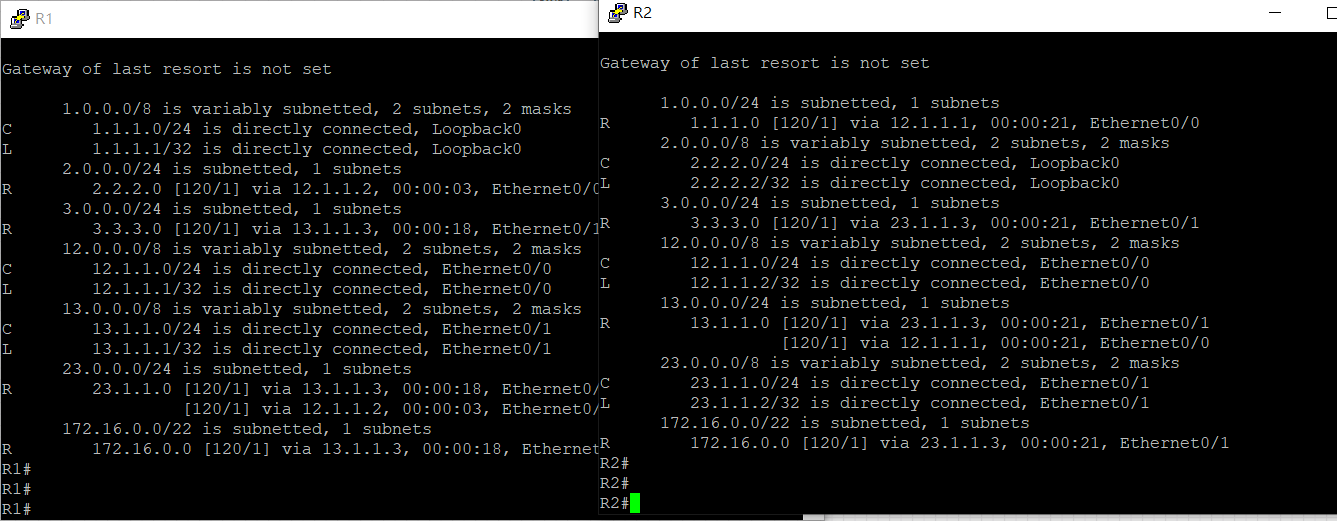 R1
Gateway of last resort is not set
1.0.0.0/8 is variably subnetted, 2 subnets, 2 masks
C 1.1.1.0/24 is directly connected, Loopback0
L 1.1.1.1/32 is directly connected, Loopback0
2.0.0.0/24 is subnetted, 1 subnets
R 2.2.2.0 [120/1] via 12.1.1.2, 00:00:03, Ethernet0/0
3.0.0.0/24 is subnetted, 1 subnets
R 3.3.3.0 [120/1] via 13.1.1.3, 00:00:18, Ethernet0/1
12.0.0.0/8 is variably subnetted, 2 subnets, 2 masks
C 12.1.1.0/24 is directly connected, Ethernet0/0
L 12.1.1.1/32 is directly connected, Ethernet0/0
13.0.0.0/8 is variably subnetted, 2 subnets, 2 masks
C 13.1.1.0/24 is directly connected, Ethernet0/1
L 13.1.1.1/32 is directly connected, Ethernet0/1
23.0.0.0/24 is subnetted, 1 subnets
R 23.1.1.0 [120/1] via 13.1.1.3, 00:00:18, Ethernet0/
[120/1] via 12.1.1.2, 00:00:03, Ethernet0/
172.16.0.0/22 is subnetted, 1 subnets
R 172.16.0.0 [120/1] via 13.1.1.3, 00:00:18, Ethernet
R1#
R1#
R1#
R2
Gateway of last resort is not set
1.0.0.0/24 is subnetted, 1 subnets
R 1.1.1.0 [120/1] via 12.1.1.1, 00:00:21, Ethernet0/0
2.0.0.0/8 is variably subnetted, 2 subnets, 2 masks
C 2.2.2.0/24 is directly connected, Loopback0
L 2.2.2.2/32 is directly connected, Loopback0
3.0.0.0/24 is subnetted, 1 subnets
R 3.3.3.0 [120/1] via 23.1.1.3, 00:00:21, Ethernet0/1
12.0.0.0/8 is variably subnetted, 2 subnets, 2 masks
C 12.1.1.0/24 is directly connected, Ethernet0/0
L 12.1.1.2/32 is directly connected, Ethernet0/0
13.0.0.0/24 is subnetted, 1 subnets
R 13.1.1.0 [120/1] via 23.1.1.3, 00:00:21, Ethernet0/1
[120/1] via 12.1.1.1, 00:00:21, Ethernet0/0
23.0.0.0/8 is variably subnetted, 2 subnets, 2 masks
C 23.1.1.0/24 is directly connected, Ethernet0/1
L 23.1.1.2/32 is directly connected, Ethernet0/1
172.16.0.0/22 is subnetted, 1 subnets
R 172.16.0.0 [120/1] via 23.1.1.3, 00:00:21, Ethernet0/1
R2#
R2#
R2#